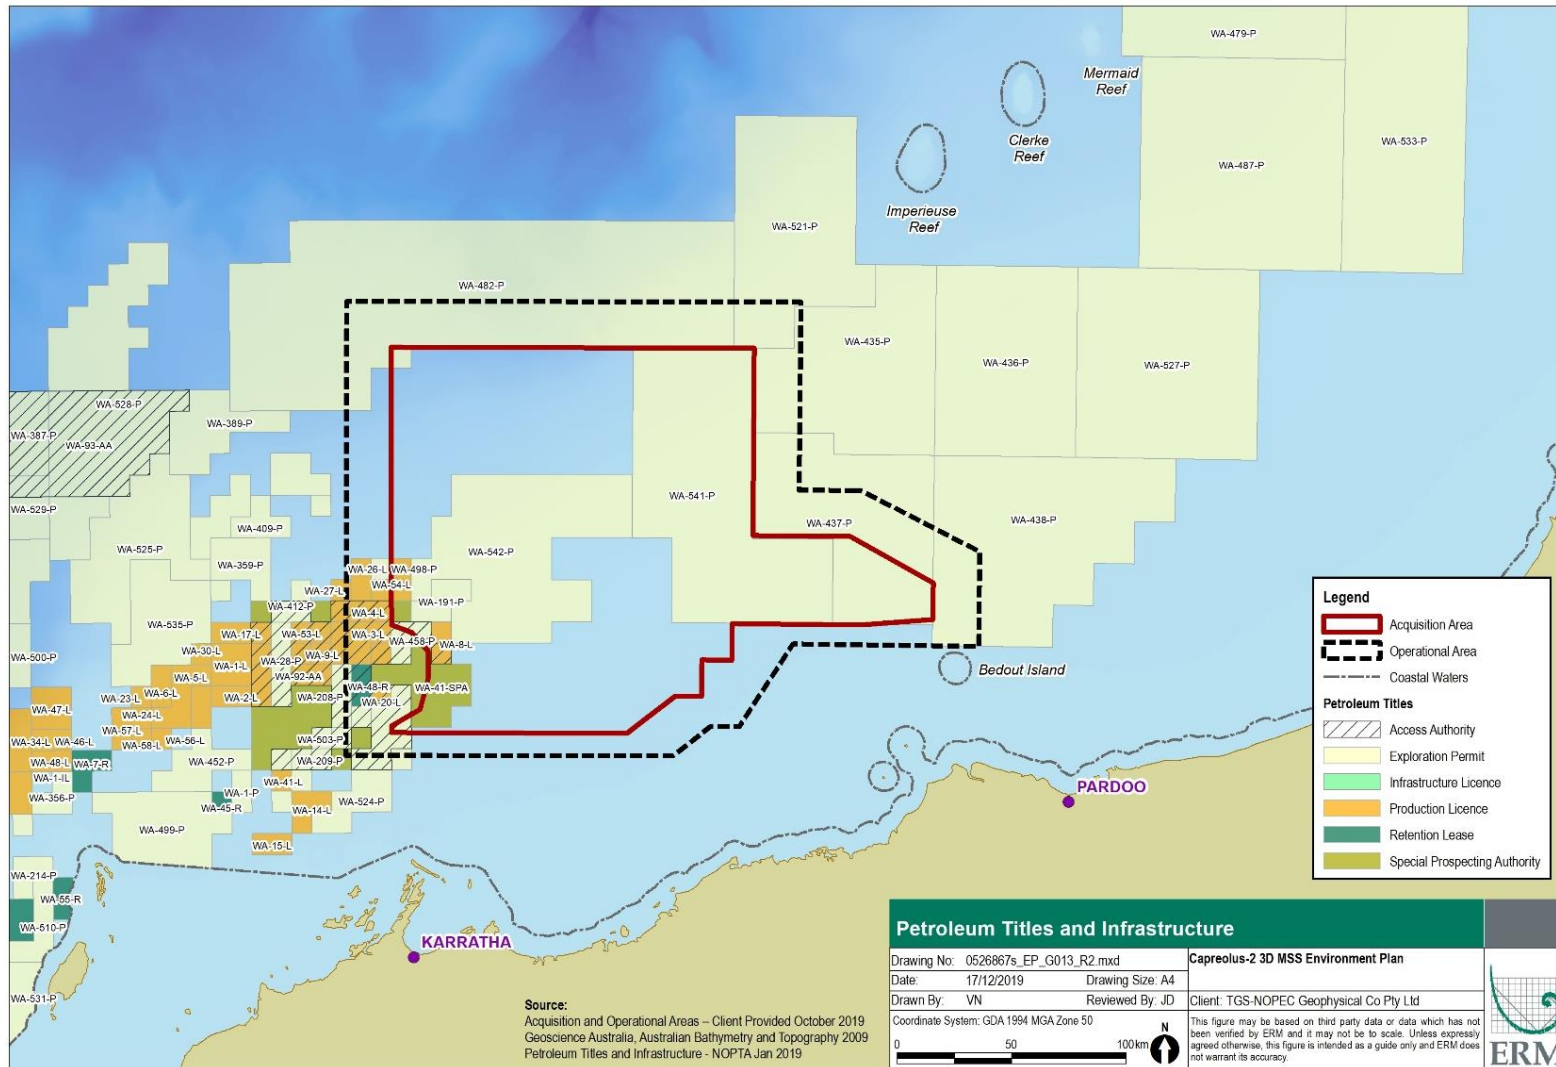 WA-479-P
Mermaid
Reef
Clerke
Reef
WA-533-P
WA-487-P
Imperieuse
Reef
WA-521-P
WA-482-P
WA-435-P
WA-436-P
WA-527-P
WA-528-P
WA-389-P
WA-387-P
WA-93-AA
WA-541-P
WA-529-P
WA-409-P
WA-437-P
WA-438-P
WA-525-P
WA-542-P
WA-359-P
WA-26-L
WA-498-P
WA-27-L
WA-54-L
WA-412-P
WA-191-P
WA-4-L
WA-535-P
WA-17-L
WA-53-L
WA-3-L
WA-458-P
WA-8-L
WA-30-L
WA-9-L
WA-500-P
WA-1-L
WA-28-P
WA-5-L
WA-92-AA
WA-48-R
WA-41-SPA
WA-23-L
WA-6-L
WA-2-L
WA-208-P
WA-20-L
WA-47-L
WA-24-L
WA-57-L
WA-34-L
WA-46-L
WA-58-L
WA-56-L
WA-503-P
WA-48-L
WA-7-R
WA-452-P
WA-209-P
WA-1-IL
WA-41-L
WA-356-P
WA-1-P
WA-45-R
WA-524-P
WA-14-L
WA-499-P
WA-15-L
WA-214-P
WA-55-R
WA-510-P
WA-531-P
Bedout Island
PARDOO
KARRATHA
Legend
Acquisition Area
Operational Area
Coastal Waters
Petroleum Titles
Access Authority
Exploration Permit
Infrastructure Licence
Production Licence
Retention Lease
Special Prospecting Authority
Source:
Acquisition and Operational Areas – Client Provided October 2019
Geoscience Australia, Australian Bathymetry and Topography 2009
Petroleum Titles and Infrastructure - NOPTA Jan 2019
Petroleum Titles and Infrastructure
Drawing No: 0526867s_EP_G013_R2.mxd
Date: 17/12/2019 Drawing Size: A4
Drawn By: VN Reviewed By: JD
Coordinate System: GDA 1994 MGA Zone 50
0 50 100km
N
Capreolus-2 3D MSS Environment Plan
Client: TGS-NOPEC Geophysical Co Pty Ltd
This figure may be based on third party data or data which has not
been verified by ERM and it may not be to scale. Unless expressly
agreed otherwise, this figure is intended as a guide only and ERM does
not warrant its accuracy.
ERM